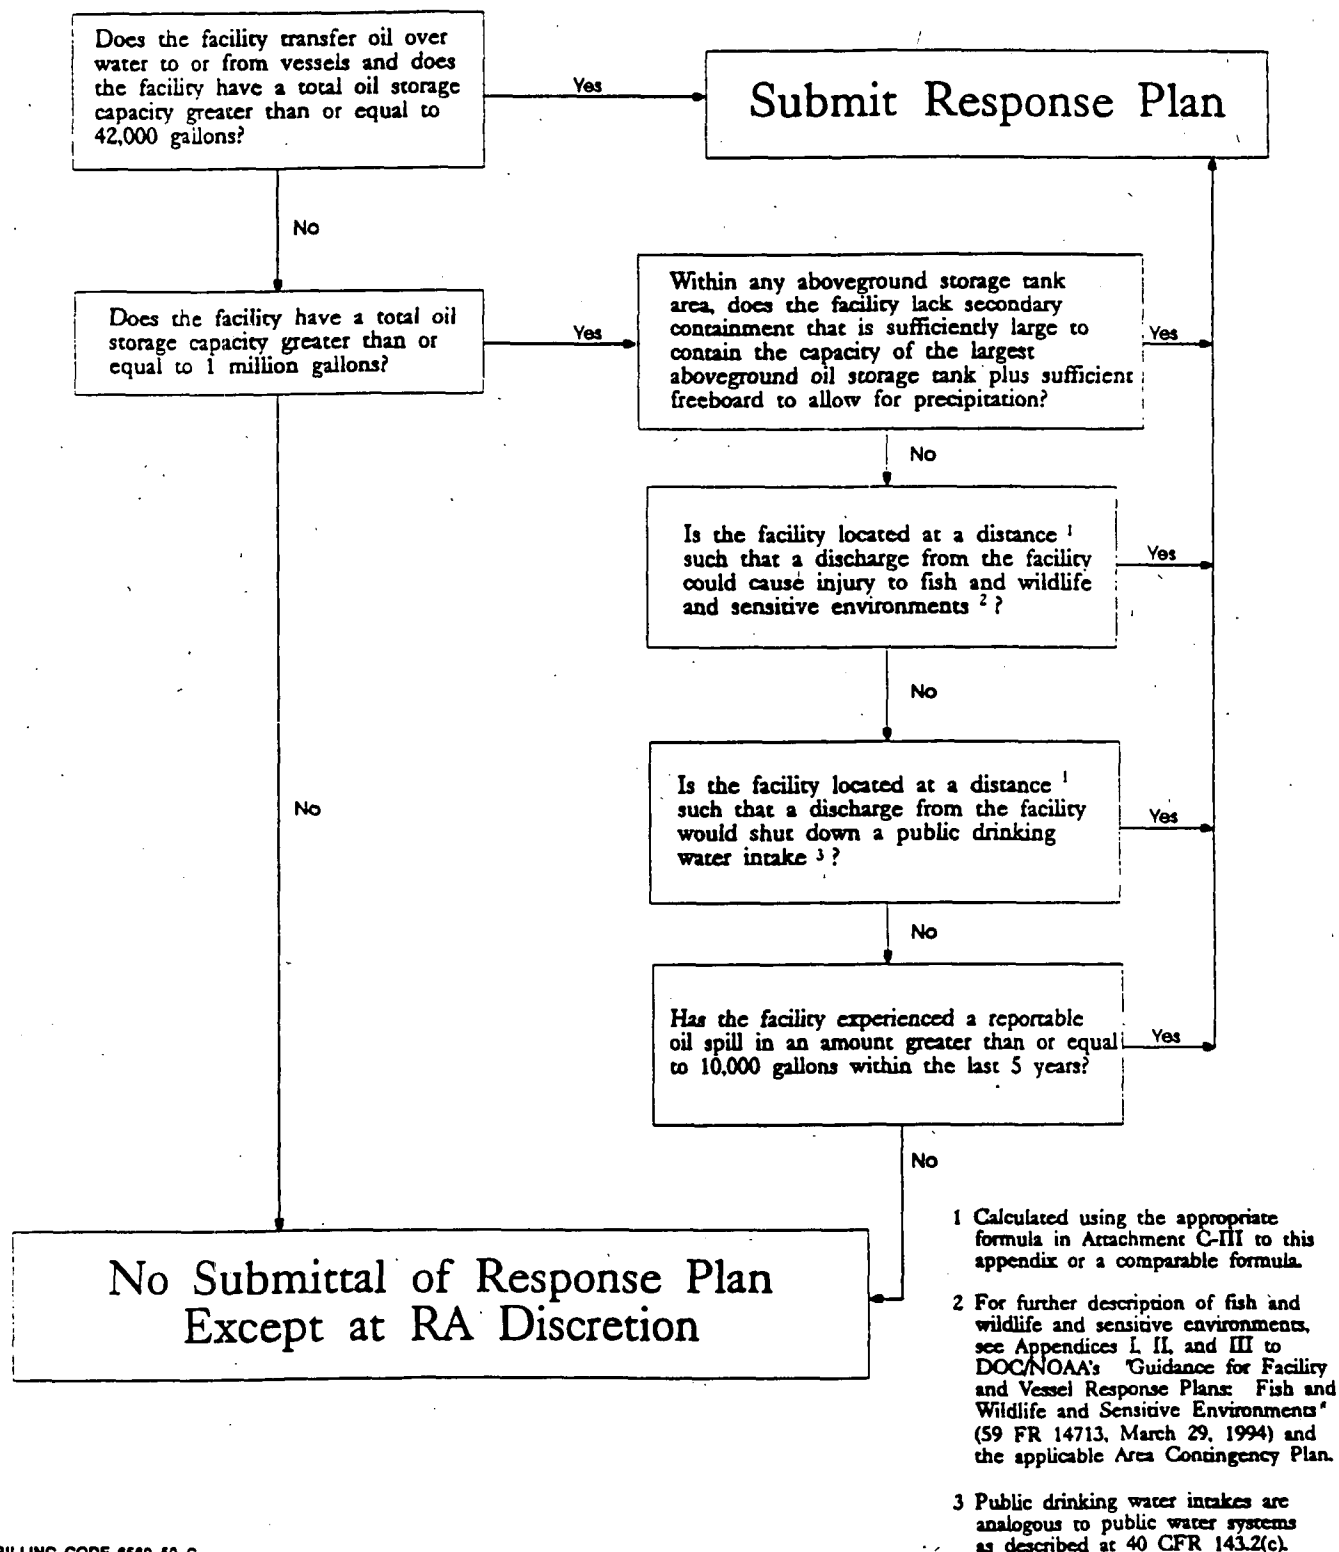 Does the facility transfer oil over
water to or from vessels and does
the facility have a total oil storage
capacity greater than or equal to
42,000 gallons?
Yes
Submit Response Plan
No
Does the facility have a total oil
storage capacity greater than or
equal to 1 million gallons?
Yes
Within any aboveground storage tank
area, does the facility lack secondary
containment that is sufficiently large to
contain the capacity of the largest
aboveground oil storage tank plus sufficient
freeboard to allow for precipitation?
Yes
No
Is the facility located at a distance 1
such that a discharge from the facility
could cause injury to fish and wildlife
and sensitive environments 2 ?
Yes
No
Is the facility located at a distance 1
such that a discharge from the facility
would shut down a public drinking
water intake 3 ?
Yes
No
No
Has the facility experienced a reportable
oil spill in an amount greater than or equal
to 10,000 gallons within the last 5 years?
Yes
No
No Submittal of Response Plan
Except at RA Discretion
1 Calculated using the appropriate
formula in Attachment C-III to this
appendix or a comparable formula.
2 For further description of fish and
wildlife and sensitive environments,
see Appendices I, II, and III to
DOC/NOAA's "Guidance for Facility
and Vessel Response Plans: Fish and
Wildlife and Sensitive Environments"
(59 FR 14713, March 29, 1994) and
the applicable Area Contingency Plan.
3 Public drinking water intakes are
analogous to public water systems
as described at 40 CFR 143.2(c).